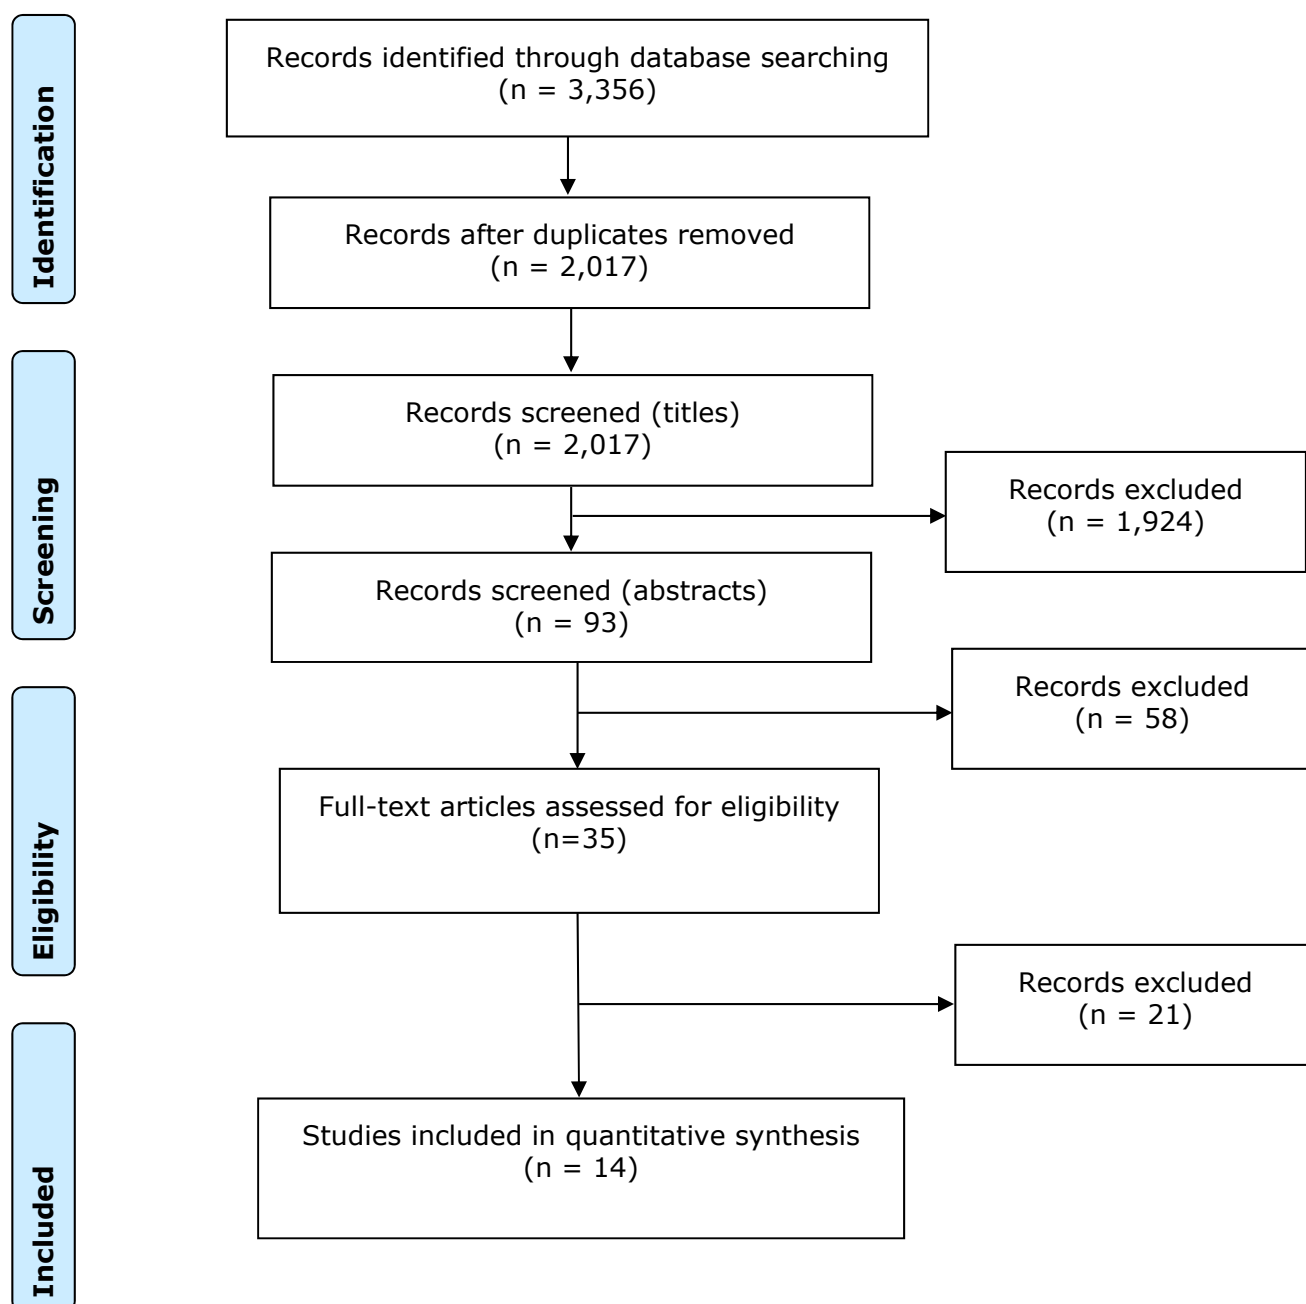 Identification
Records identified through database searching
(n = 3,356)
Records after duplicates removed
(n = 2,017)
Screening
Records screened (titles)
(n = 2,017)
Records excluded
(n = 1,924)
Records screened (abstracts)
(n = 93)
Records excluded
(n = 58)
Eligibility
Full-text articles assessed for eligibility
(n=35)
Records excluded
(n = 21)
Included
Studies included in quantitative synthesis
(n = 14)